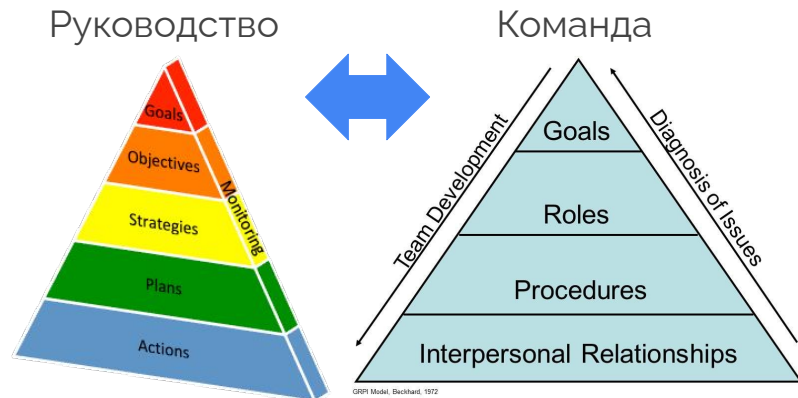 Руководство
Команда
Goals
Objectives
Strategies
Plans
Actions
Monitoring
Team Development
Diagnosis of Issues
Goals
Roles
Procedures
Interpersonal Relationships
GRPI Model, Beckhard, 1972